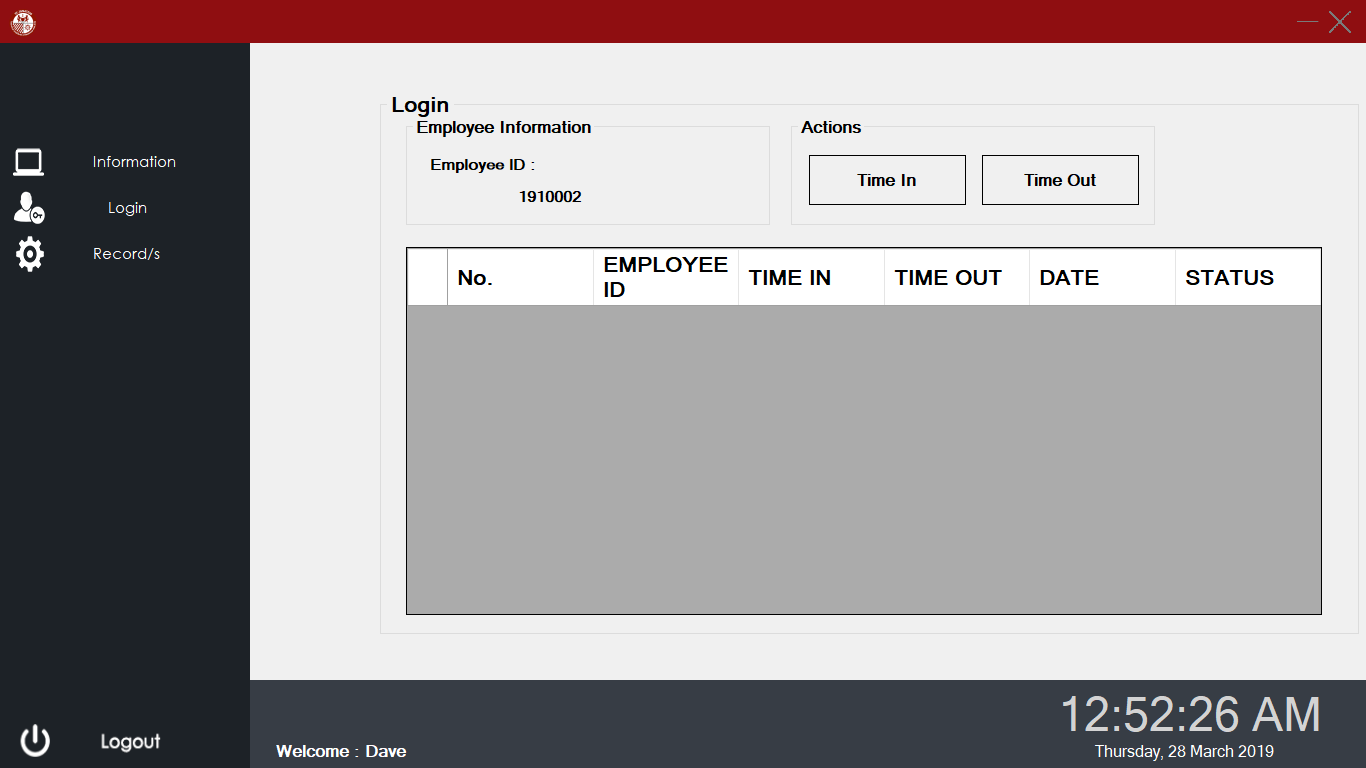 Information
Login
Record/s
Logout
Login
Employee Information
Employee ID :
1910002
Actions
Time In
Time Out
No.
EMPLOYEE
ID
TIME IN
TIME OUT
DATE
STATUS
Welcome : Dave
12:52:26 AM
Thursday, 28 March 2019